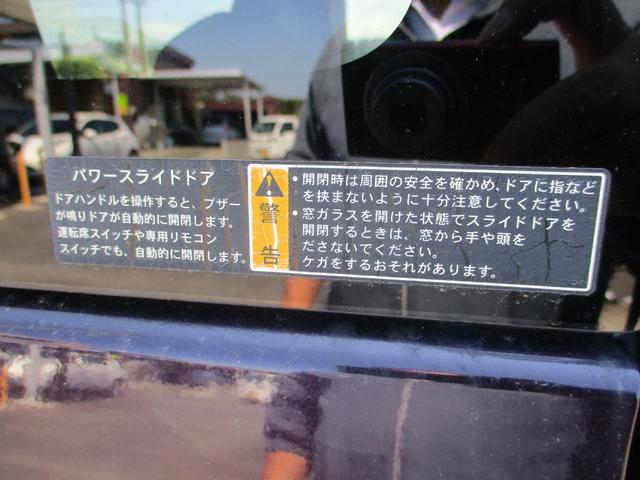 パワースライドドア
ドアハンドルを操作すると、ブザー
が鳴りドアが自動的に開閉します。
運転席スイッチや専用リモコン
スイッチでも、自動的に開閉します。
警告
・開閉時は周囲の安全を確かめ、ドアに指など
を挟まないように十分注意してください。
・窓ガラスを開けた状態でスライドドアを
開閉するときは、窓から手や頭を
ださないでください。
ケガをするおそれがあります。